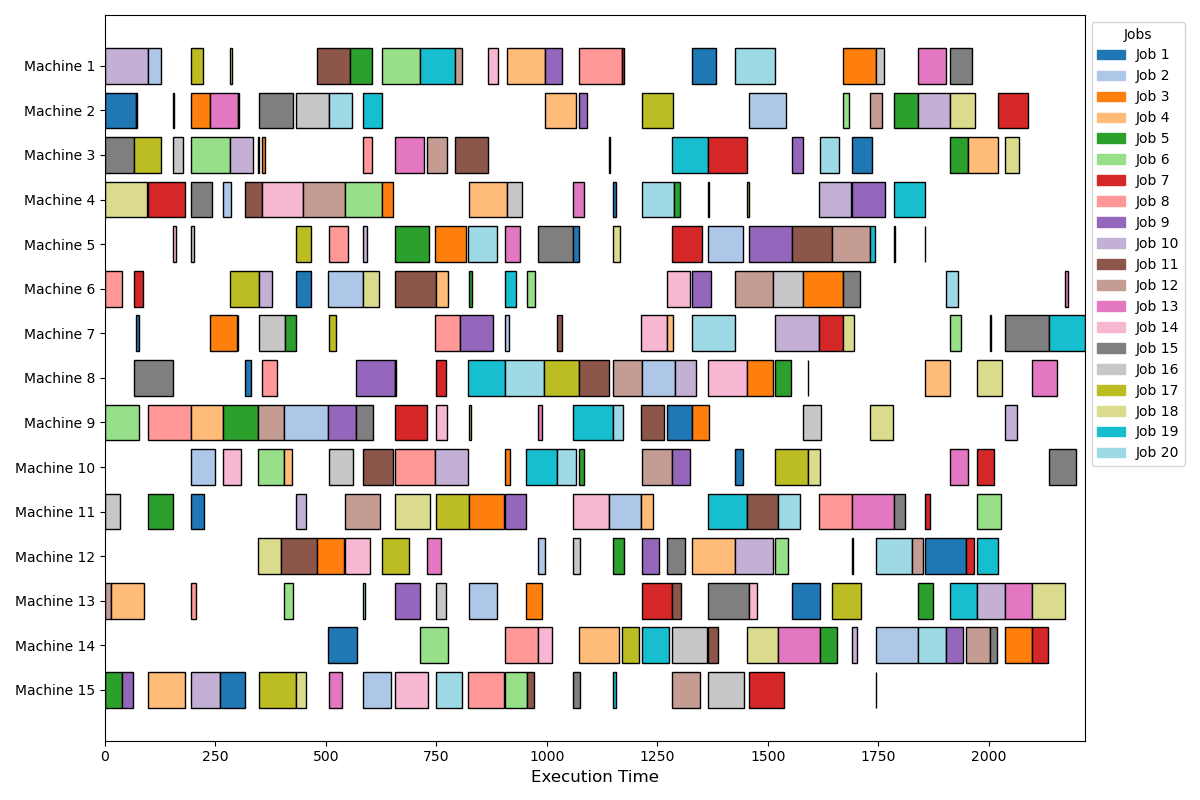 Machine 1
Machine 2
Machine 3
Machine 4
Machine 5
Machine 6
Machine 7
Machine 8
Machine 9
Machine 10
Machine 11
Machine 12
Machine 13
Machine 14
Machine 15
0 250 500 750 1000 1250 1500 1750 2000
Execution Time
Jobs
Job 1
Job 2
Job 3
Job 4
Job 5
Job 6
Job 7
Job 8
Job 9
Job 10
Job 11
Job 12
Job 13
Job 14
Job 15
Job 16
Job 17
Job 18
Job 19
Job 20